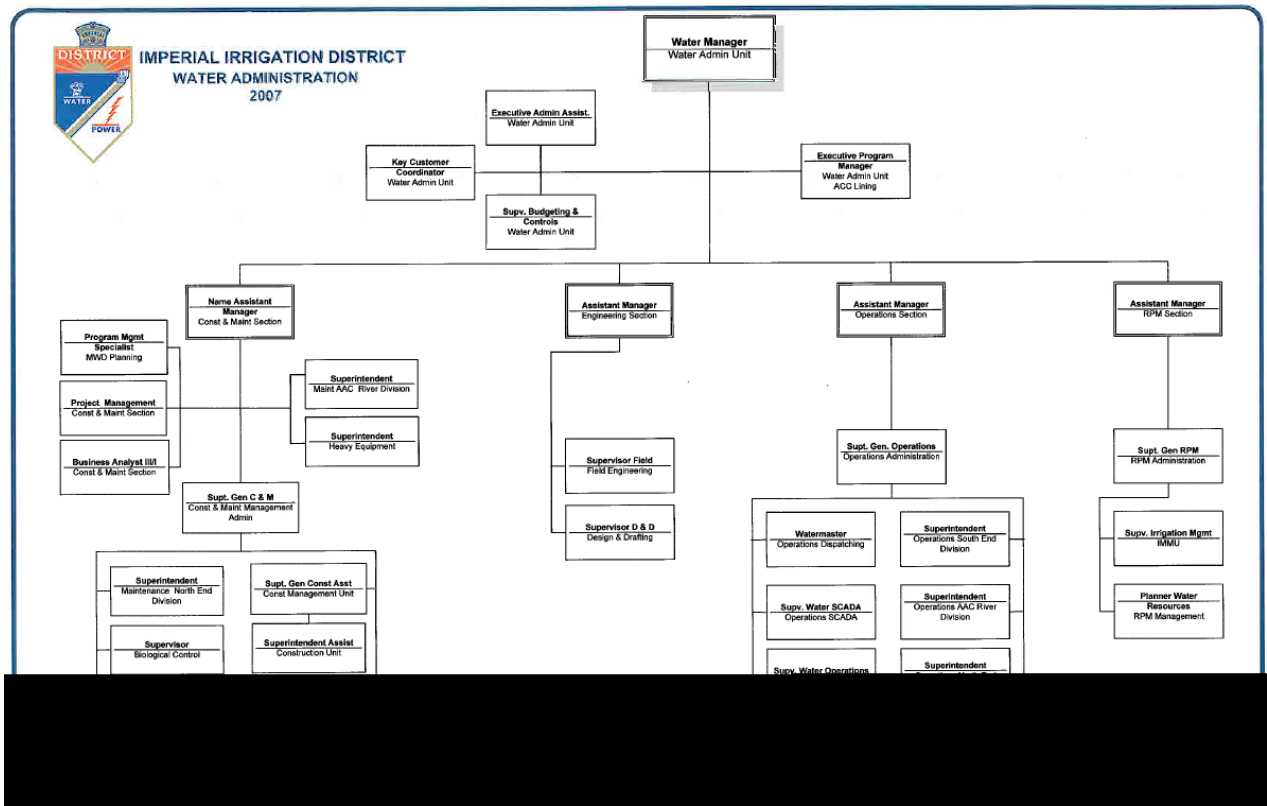 DISTRICT
WATER
POWER
IMPERIAL IRRIGATION DISTRICT
WATER ADMINISTRATION
2007
Water Manager
Water Admin Unit
Executive Admin Assist.
Water Admin Unit
Key Customer
Coordinator
Water Admin Unit
Executive Program
Manager
Water Admin Unit
ACC Lining
Supv. Budgeting &
Controls
Water Admin Unit
Name Assistant
Manager
Const & Maint Section
Assistant Manager
Engineering Section
Assistant Manager
Operations Section
Assistant Manager
RPM Section
Program Mgmt
Specialist
MWD Planning
Project Management
Const & Maint Section
Business Analyst III/I
Const & Maint Section
Superintendent
Maint AAC River Division
Superintendent
Heavy Equipment
Supt. Gen C & M
Const & Maint Management
Admin
Superintendent
Maintenance North End
Division
Supt. Gen Const Asst
Const Management Unit
Supervisor
Biological Control
Superintendent Assist
Construction Unit
Supervisor Field
Field Engineering
Supervisor D & D
Design & Drafting
Supt. Gen. Operations
Operations Administration
Watermaster
Operations Dispatching
Superintendent
Operations South End
Division
Supv. Water SCADA
Operations SCADA
Superintendent
Operations AAC River
Division
Supv. Water Operations
Superintendent
Supt. Gen RPM
RPM Administration
Supv. Irrigation Mgmt
IMMU
Planner Water
Resources
RPM Management